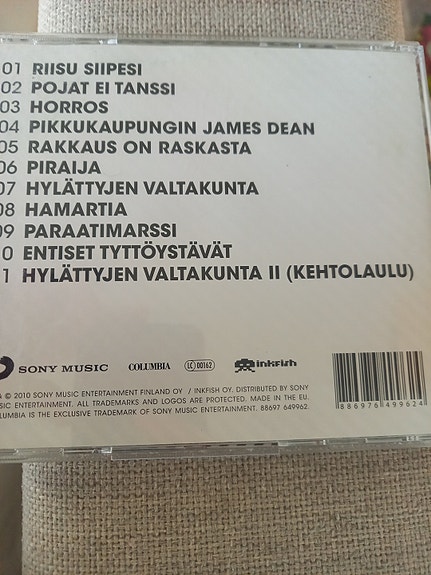 01 RIISU SIIPESI
02 POJAT EI TANSSI
03 HORROS
04 PIKKUKAUPUNGIN JAMES DEAN
05 RAKKAUS ON RASKASTA
06 PIRAIJA
07 HYLÄTTYJEN VALTAKUNTA
08 HAMARTIA
09 PARAATIMARSSI
0 ENTISET TYTTÖYSTÄVÄT
1 HYLÄTTYJEN VALTAKUNTA II (KEHTOLAULU)
SONY MUSIC COLUMBIA LC 00162 inkfish
& © 2010 SONY MUSIC ENTERTAINMENT FINLAND OY / INKFISH OY. DISTRIBUTED BY SONY
SIC ENTERTAINMENT. ALL TRADEMARKS AND LOGOS ARE PROTECTED. MADE IN THE EU.
LUMBIA IS THE EXCLUSIVE TRADEMARK OF SONY MUSIC ENTERTAINMENT. 88697 649962.
886976499624